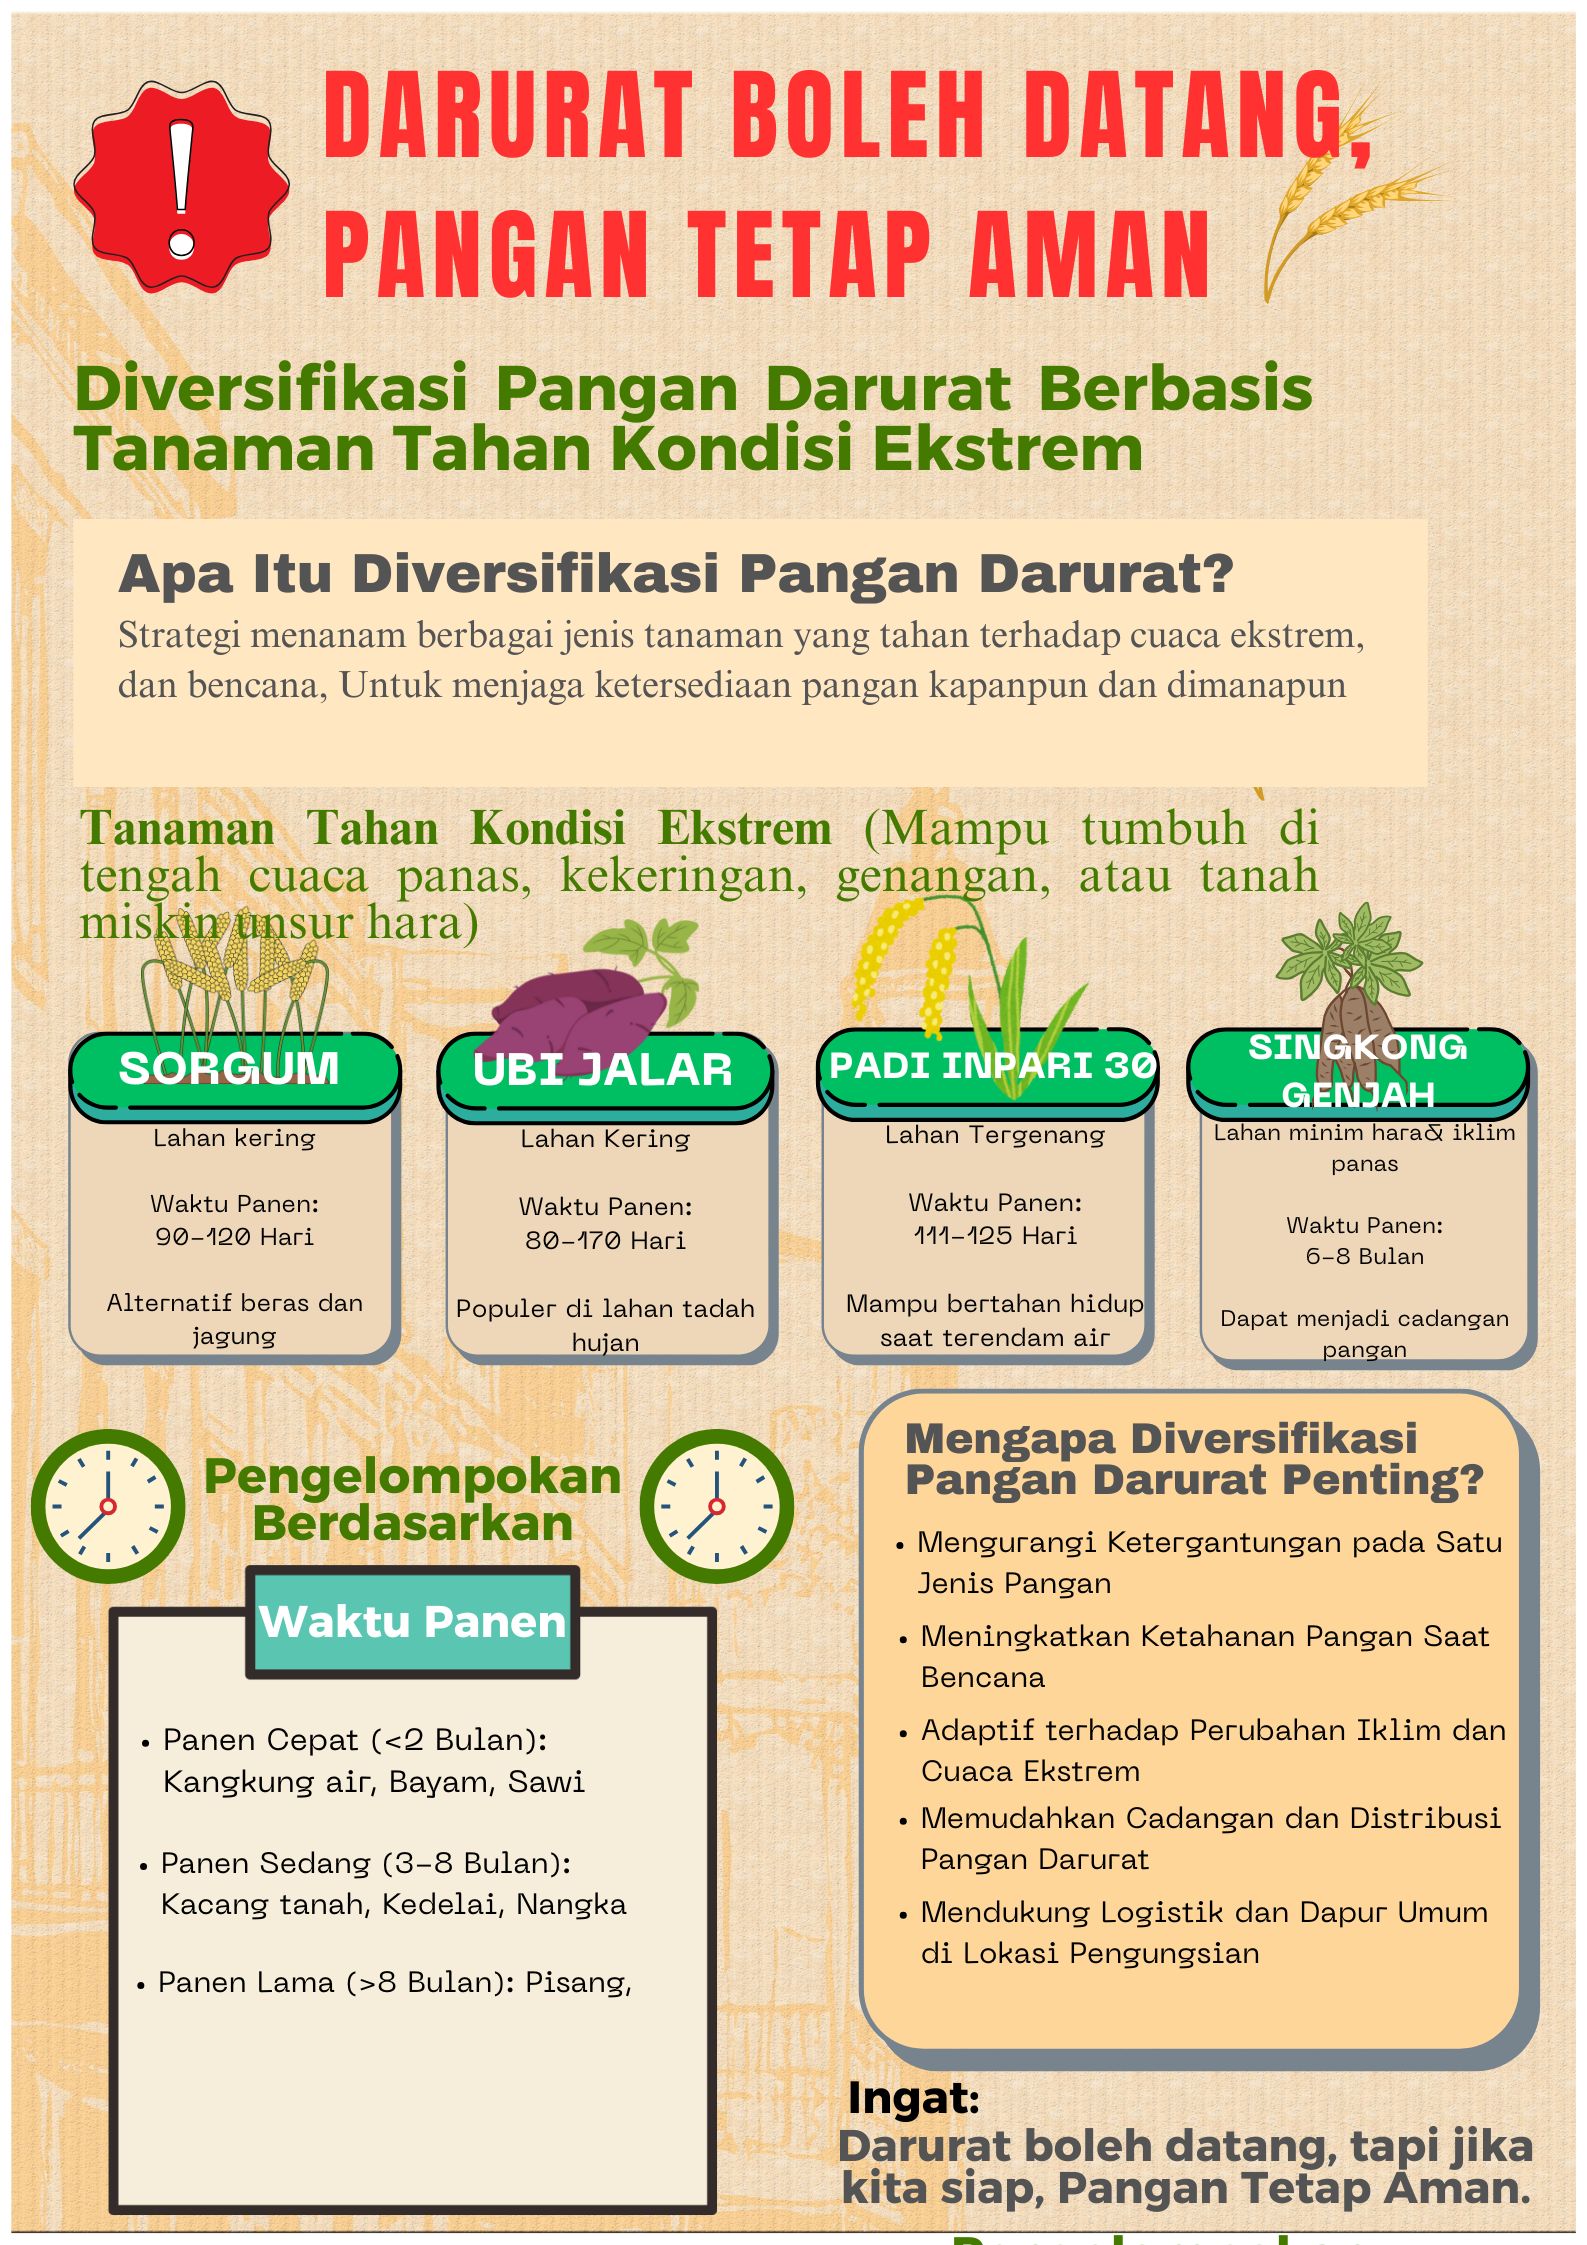 DARURAT BOLEH DATANG,
PANGAN TETAP AMAN
Diversifikasi Pangan Darurat Berbasis
Tanaman Tahan Kondisi Ekstrem
Apa Itu Diversifikasi Pangan Darurat?
Strategi menanam berbagai jenis tanaman yang tahan terhadap cuaca ekstrem,
dan bencana, Untuk menjaga ketersediaan pangan kapanpun dan dimanapun
Tanaman Tahan Kondisi Ekstrem (Mampu tumbuh di
tengah cuaca panas, kekeringan, genangan, atau tanah
miskin unsur hara)
SORGUM
Lahan kering
Waktu Panen:
90-120 Hari
Alternatif beras dan
jagung
UBI JALAR
Lahan Kering
Waktu Panen:
80-170 Hari
Populer di lahan tadah
hujan
PADI INPARI 30
Lahan Tergenang
Waktu Panen:
111-125 Hari
Mampu bertahan hidup
saat terendam air
SINGKONG
GENJAH
Lahan minim hara& iklim
panas
Waktu Panen:
6-8 Bulan
Dapat menjadi cadangan
pangan
Pengelompokan
Berdasarkan
Waktu Panen
• Panen Cepat (<2 Bulan):
Kangkung air, Bayam, Sawi
• Panen Sedang (3-8 Bulan):
Kacang tanah, Kedelai, Nangka
• Panen Lama (>8 Bulan): Pisang,
Mengapa Diversifikasi
Pangan Darurat Penting?
• Mengurangi Ketergantungan pada Satu
Jenis Pangan
• Meningkatkan Ketahanan Pangan Saat
Bencana
• Adaptif terhadap Perubahan Iklim dan
Cuaca Ekstrem
• Memudahkan Cadangan dan Distribusi
Pangan Darurat
• Mendukung Logistik dan Dapur Umum
di Lokasi Pengungsian
Ingat:
Darurat boleh datang, tapi jika
kita siap, Pangan Tetap Aman.